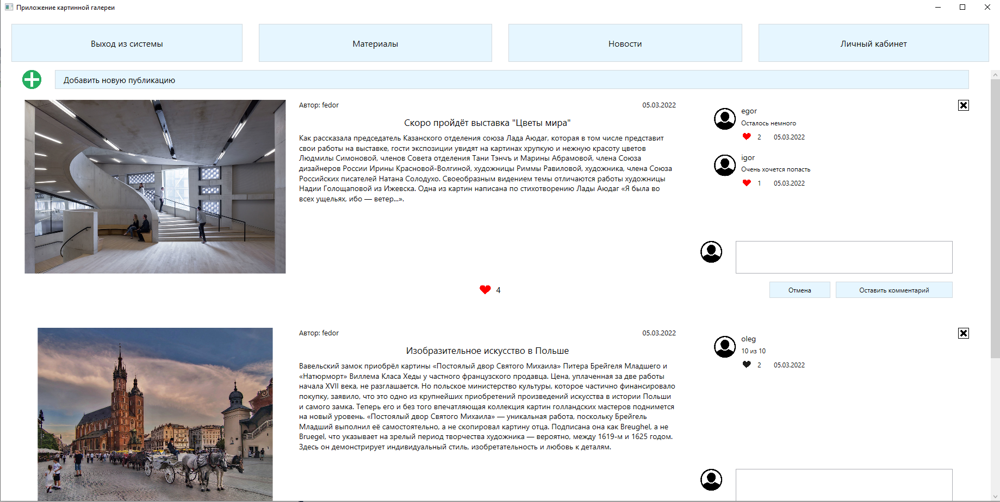 Приложение картинной галереи
Выход из системы
Материалы
Новости
Личный кабинет
Добавить новую публикацию
Автор: fedor
05.03.2022
Скоро пройдёт выставка "Цветы мира"
Как рассказала председатель Казанского отделения союза Лада Аюдаг, которая в том числе представит
свои работы на выставке, гости экспозиции увидят на картинах хрупкую и нежную красоту цветов
Людмилы Симоновой, членов Совета отделения Тани Тэнчъ и Марины Абрамовой, члена Союза
дизайнеров России Ирины Красновой-Волгиной, художницы Риммы Равиловой, художника, члена Союза
Российских писателей Натана Солодухо. Своеобразным видением темы отличаются работы художницы
Надии Голощаповой из Ижевска. Одна из картин написана по стихотворению Лады Аюдаг «Я была во
всех ущельях, ибо — ветер...».
4
egor
Осталось немного
2
05.03.2022
igor
Очень хочется попасть
1
05.03.2022
Отмена
Оставить комментарий
Автор: fedor
05.03.2022
Изобразительное искусство в Польше
Вавельский замок приобрёл картины «Постоялый двор Святого Михаила» Питера Брейгеля Младшего и
«Натюрморт» Виллема Класа Хеды у частного французского продавца. Цена, уплаченная за две работы
начала XVII века, не разглашается. Но польское министерство культуры, которое частично финансировало
покупку, заявило, что это одно из крупнейших приобретений произведений искусства в истории Польши
и самого замка. Теперь его и без того впечатляющая коллекция картин голландских мастеров поднимется
на новый уровень. «Постоялый двор Святого Михаила» — уникальная работа, поскольку Брейгель
Младший выполнил её самостоятельно, а не скопировал картину отца. Подписана она как Breughel, а не
Bruegel, что указывает на зрелый период творчества художника — вероятно, между 1619-м и 1625 годом.
Здесь он демонстрирует индивидуальный стиль, изобретательность и любовь к деталям.
oleg
10 из 10
2
05.03.2022